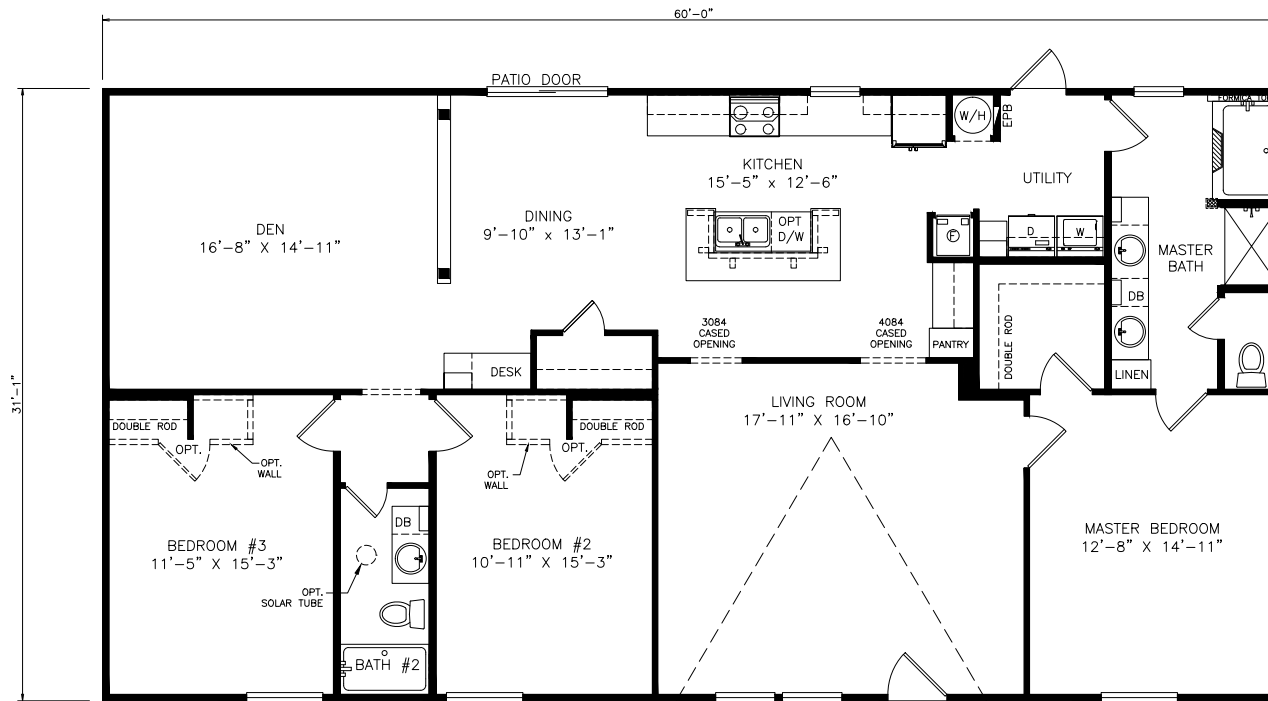 60'-0"
PATIO DOOR
31'-1"
DEN
16'-8" X 14'-11"
DINING
9'-10" x 13'-1"
KITCHEN
15'-5" x 12'-6"
OPT
D/W
W/H
EPB
UTILITY
F
D
W
FORMICA TO
MASTER
BATH
DB
LINEN
3084
CASED
OPENING
4084
CASED
OPENING
PANTRY
DOUBLE ROD
DESK
LIVING ROOM
17'-11" X 16'-10"
DOUBLE ROD
OPT.
OPT.
WALL
DOUBLE ROD
OPT.
OPT.
WALL
BEDROOM #3
11'-5" X 15'-3"
DB
OPT.
SOLAR TUBE
BATH #2
BEDROOM #2
10'-11" X 15'-3"
MASTER BEDROOM
12'-8" X 14'-11"